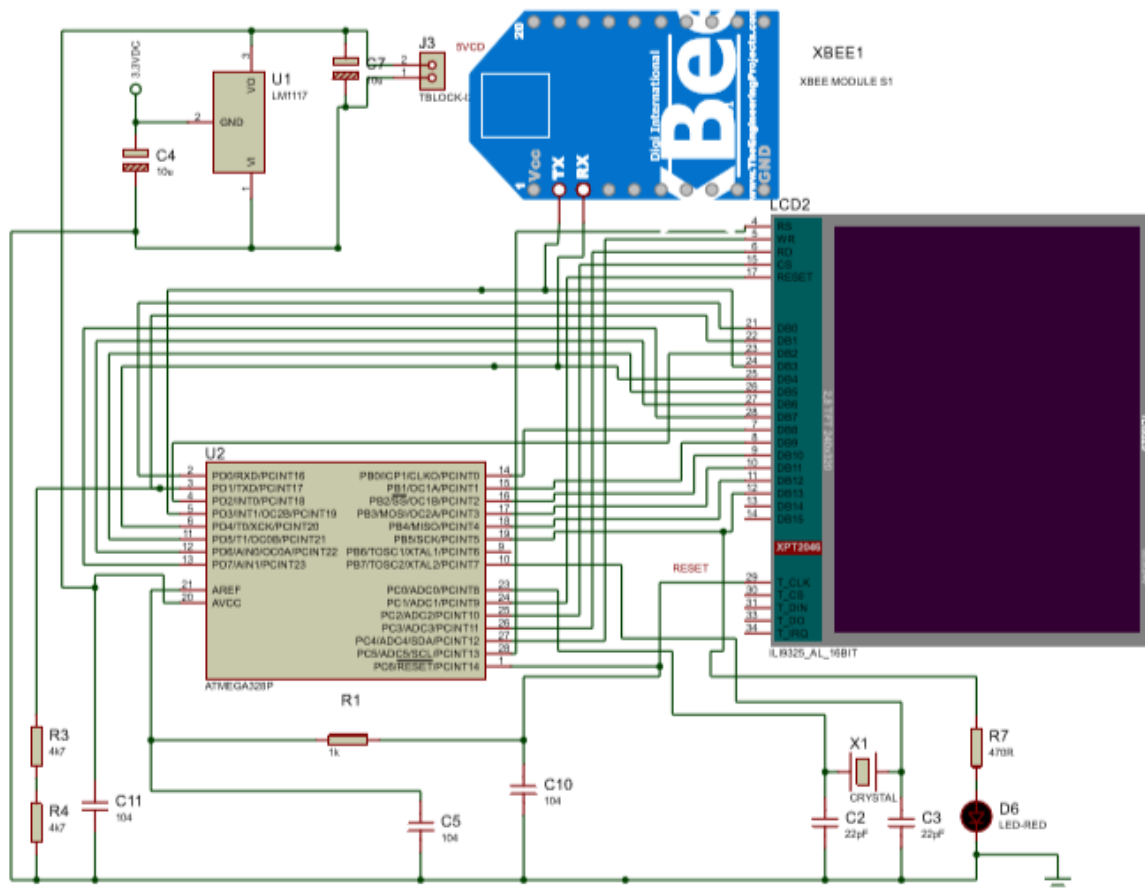 20
Digi International
XBee
www.TheEngineeringProjects.com
1
Vcc
TX
RX
GND
XBEE1
XBEE MODULE S1
J3
5VCD
2
1
C7
10u
3.3VDC
U1
LM1117
3
VO
2
GND
VI
1
C4
10u
LCD2
4 RS
5 WR
6 RD
15 CS
17 RESET
21 DB0
22 DB1
23 DB2
24 DB3
25 DB4
26 DB5
27 DB6
28 DB7
7 DB8
8 DB9
9 DB10
10 DB11
11 DB12
12 DB13
13 DB14
14 DB15
XPT2046
29 T_CLK
30 T_CS
31 T_DIN
33 T_DO
34 T_IRQ
2.8 TFT 240x320
ILI9325_AL_16BIT
RESET
U2
2 PD0/RXD/PCINT16
3 PD1/TXD/PCINT17
4 PD2/INT0/PCINT18
5 PD3/INT1/OC2B/PCINT19
6 PD4/T0/XCK/PCINT20
11 PD5/T1/OC0B/PCINT21
12 PD6/AIN0/OC0A/PCINT22
13 PD7/AIN1/PCINT23
21 AREF
20 AVCC
PB0/ICP1/CLKO/PCINT0 14
PB1/OC1A/PCINT1 15
PB2/SS/OC1B/PCINT2 16
PB3/MOSI/OC2A/PCINT3 17
PB4/MISO/PCINT4 18
PB5/SCK/PCINT5 19
PB6/TOSC1/XTAL1/PCINT6 9
PB7/TOSC2/XTAL2/PCINT7 10
PC0/ADC0/PCINT8 23
PC1/ADC1/PCINT9 24
PC2/ADC2/PCINT10 25
PC3/ADC3/PCINT11 26
PC4/ADC4/SDA/PCINT12 27
PC5/ADC5/SCL/PCINT13 28
PC6/RESET/PCINT14 1
ATMEGA328P
R1
1k
R3
4k7
R4
4k7
C11
104
C5
104
C10
104
X1
CRYSTAL
C2
22pF
C3
22pF
R7
470R
D6
LED-RED